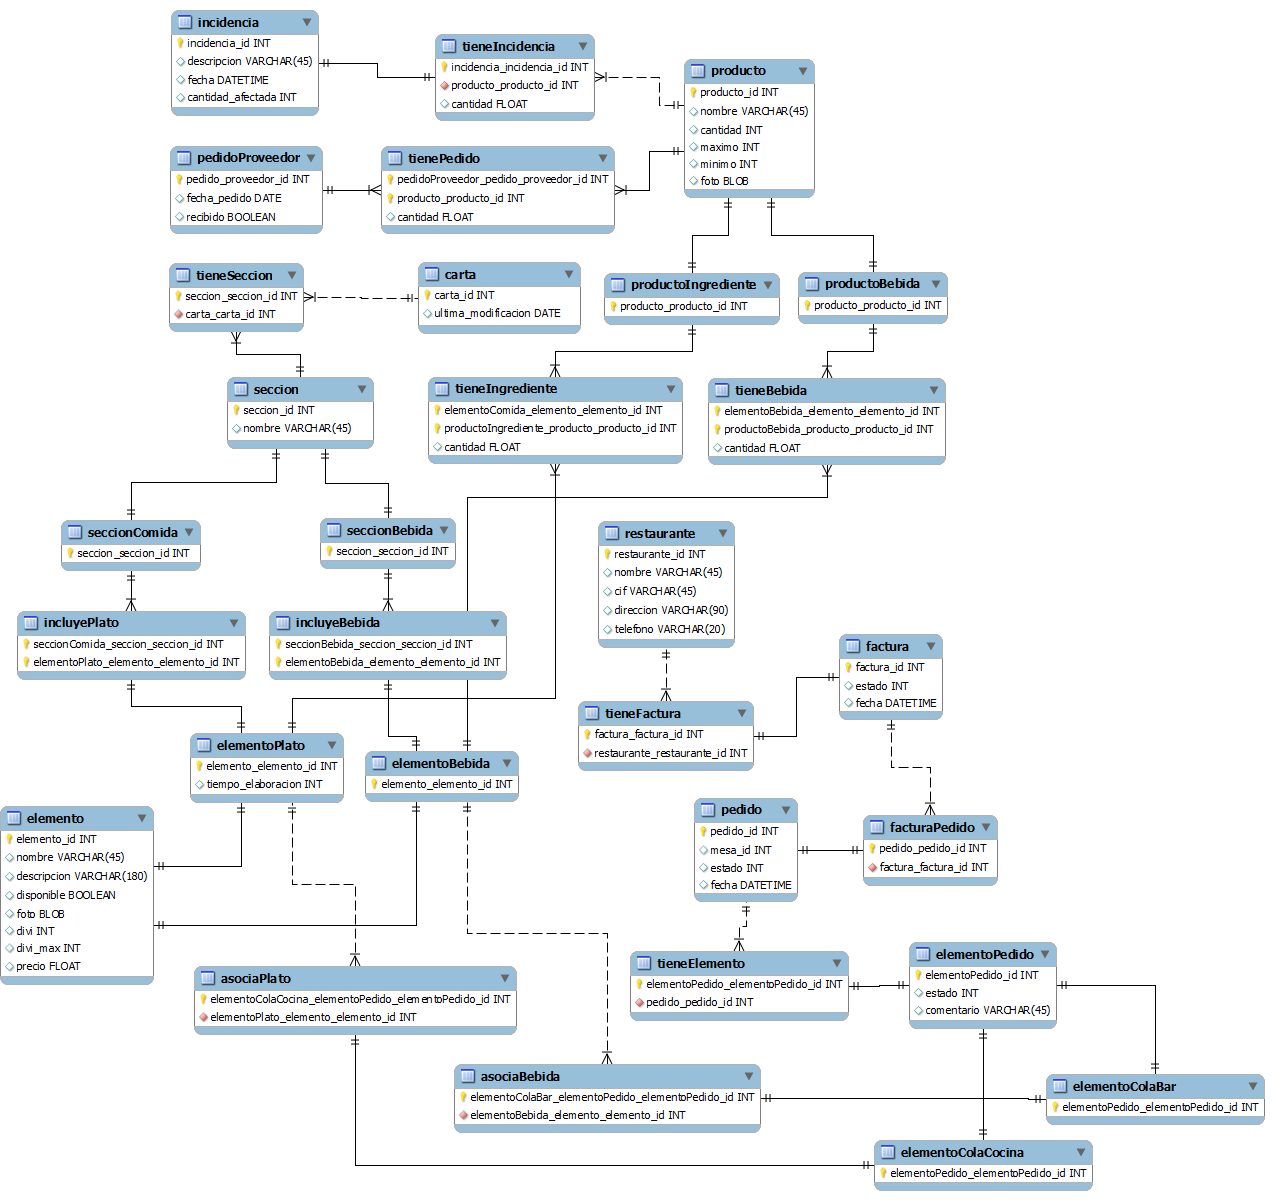 incidencia
incidencia_id INT
descripcion VARCHAR(45)
fecha DATETIME
cantidad_afectada INT
tieneIncidencia
incidencia_incidencia_id INT
producto_producto_id INT
cantidad FLOAT
producto
producto_id INT
nombre VARCHAR(45)
cantidad INT
maximo INT
minimo INT
foto BLOB
pedidoProveedor
pedido_proveedor_id INT
fecha_pedido DATE
recibido BOOLEAN
tienePedido
pedidoProveedor_pedido_proveedor_id INT
producto_producto_id INT
cantidad FLOAT
tieneSeccion
seccion_seccion_id INT
carta_carta_id INT
carta
carta_id INT
ultima_modificacion DATE
productoIngrediente
producto_producto_id INT
productoBebida
producto_producto_id INT
seccion
seccion_id INT
nombre VARCHAR(45)
tieneIngrediente
elementoComida_elemento_elemento_id INT
productoIngrediente_producto_producto_id INT
cantidad FLOAT
tieneBebida
elementoBebida_elemento_elemento_id INT
productoBebida_producto_producto_id INT
cantidad FLOAT
seccionComida
seccion_seccion_id INT
seccionBebida
seccion_seccion_id INT
restaurante
restaurante_id INT
nombre VARCHAR(45)
cif VARCHAR(45)
direccion VARCHAR(90)
telefono VARCHAR(20)
incluyePlato
seccionComida_seccion_seccion_id INT
elementoPlato_elemento_elemento_id INT
incluyeBebida
seccionBebida_seccion_seccion_id INT
elementoBebida_elemento_elemento_id INT
factura
factura_id INT
estado INT
fecha DATETIME
tieneFactura
factura_factura_id INT
restaurante_restaurante_id INT
elementoPlato
elemento_elemento_id INT
tiempo_elaboracion INT
elementoBebida
elemento_elemento_id INT
elemento
elemento_id INT
nombre VARCHAR(45)
descripcion VARCHAR(180)
disponible BOOLEAN
foto BLOB
divi INT
divi_max INT
precio FLOAT
pedido
pedido_id INT
mesa_id INT
estado INT
fecha DATETIME
facturaPedido
pedido_pedido_id INT
factura_factura_id INT
asociaPlato
elementoColaCocina_elementoPedido_elementoPedido_id INT
elementoPlato_elemento_elemento_id INT
tieneElemento
elementoPedido_elementoPedido_id INT
pedido_pedido_id INT
elementoPedido
elementoPedido_id INT
estado INT
comentario VARCHAR(45)
asociaBebida
elementoColaBar_elementoPedido_elementoPedido_id INT
elementoBebida_elemento_elemento_id INT
elementoColaBar
elementoPedido_elementoPedido_id INT
elementoColaCocina
elementoPedido_elementoPedido_id INT